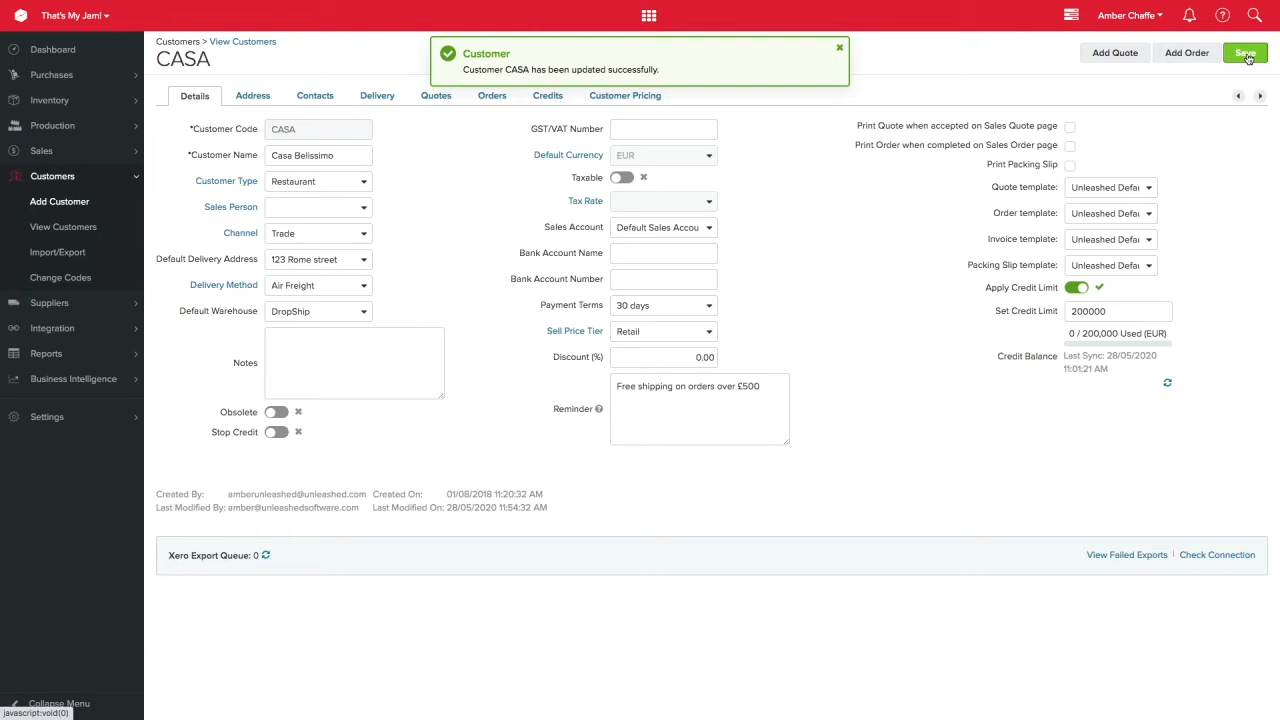 That's My Jam!
Amber Chaffe
Dashboard
Purchases
Inventory
Production
Sales
Customers
Add Customer
View Customers
Import/Export
Change Codes
Suppliers
Integration
Reports
Business Intelligence
Settings
Collapse Menu
javascript:void(0)
Customers > View Customers
CASA
Customer
Customer CASA has been updated successfully.
Add Quote
Add Order
Save
Details
Address
Contacts
Delivery
Quotes
Orders
Credits
Customer Pricing
*Customer Code CASA
*Customer Name Casa Belissimo
Customer Type Restaurant
Sales Person
Channel Trade
Default Delivery Address 123 Rome street
Delivery Method Air Freight
Default Warehouse DropShip
Notes
Obsolete
Stop Credit
GST/VAT Number
Default Currency EUR
Taxable
Tax Rate
Sales Account Default Sales Accou
Bank Account Name
Bank Account Number
Payment Terms 30 days
Sell Price Tier Retail
Discount (%) 0.00
Free shipping on orders over £500
Reminder
Print Quote when accepted on Sales Quote page
Print Order when completed on Sales Order page
Print Packing Slip
Quote template: Unleashed Defau
Order template: Unleashed Defau
Invoice template: Unleashed Defau
Packing Slip template: Unleashed Defau
Apply Credit Limit
Set Credit Limit 200000
0 / 200,000 Used (EUR)
Credit Balance Last Sync: 28/05/2020
11:01:21 AM
Created By: amberunleashed@unleashed.com Created On: 01/08/2018 11:20:32 AM
Last Modified By: amber@unleashedsoftware.com Last Modified On: 28/05/2020 11:54:32 AM
Xero Export Queue: 0
View Failed Exports
Check Connection